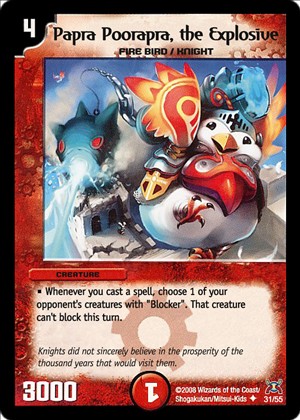 4
Papra Poorapra, the Explosive
FIRE BIRD / KNIGHT
CREATURE
▪ Whenever you cast a spell, choose 1 of your
opponent's creatures with "Blocker". That creature
can't block this turn.
Knights did not sincerely believe in the prosperity of the
thousand years that would visit them.
3000
1
©2008 Wizards of the Coast/
Shogakukan/Mitsui-Kids ✦ 31/55